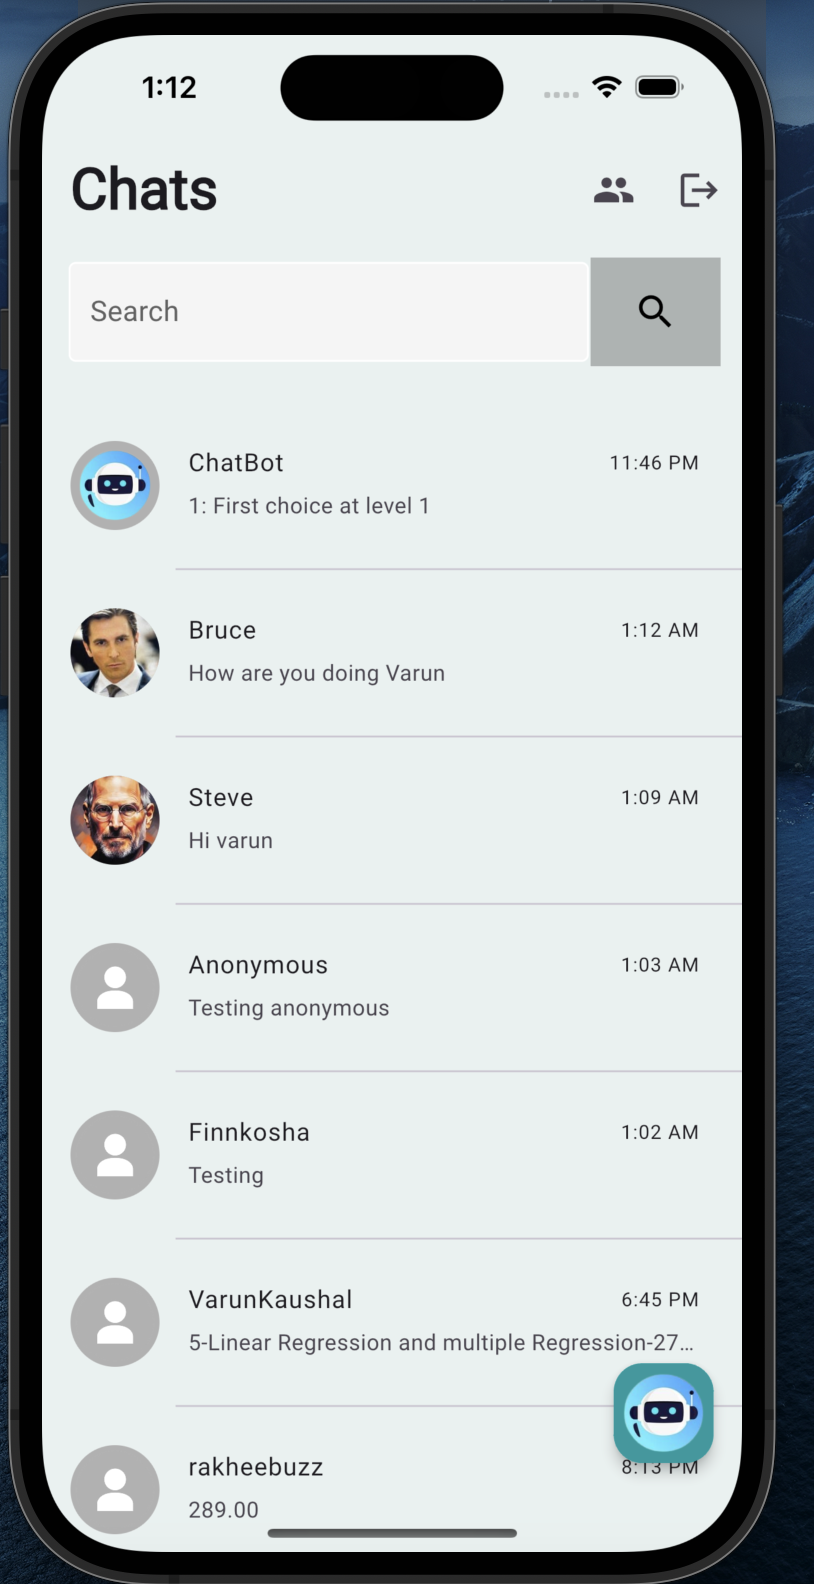 1:12
Chats
Search
ChatBot 11:46 PM
1: First choice at level 1
Bruce 1:12 AM
How are you doing Varun
Steve 1:09 AM
Hi varun
Anonymous 1:03 AM
Testing anonymous
Finnkosha 1:02 AM
Testing
VarunKaushal 6:45 PM
5-Linear Regression and multiple Regression-27...
rakheebuzz 8:13 PM
289.00